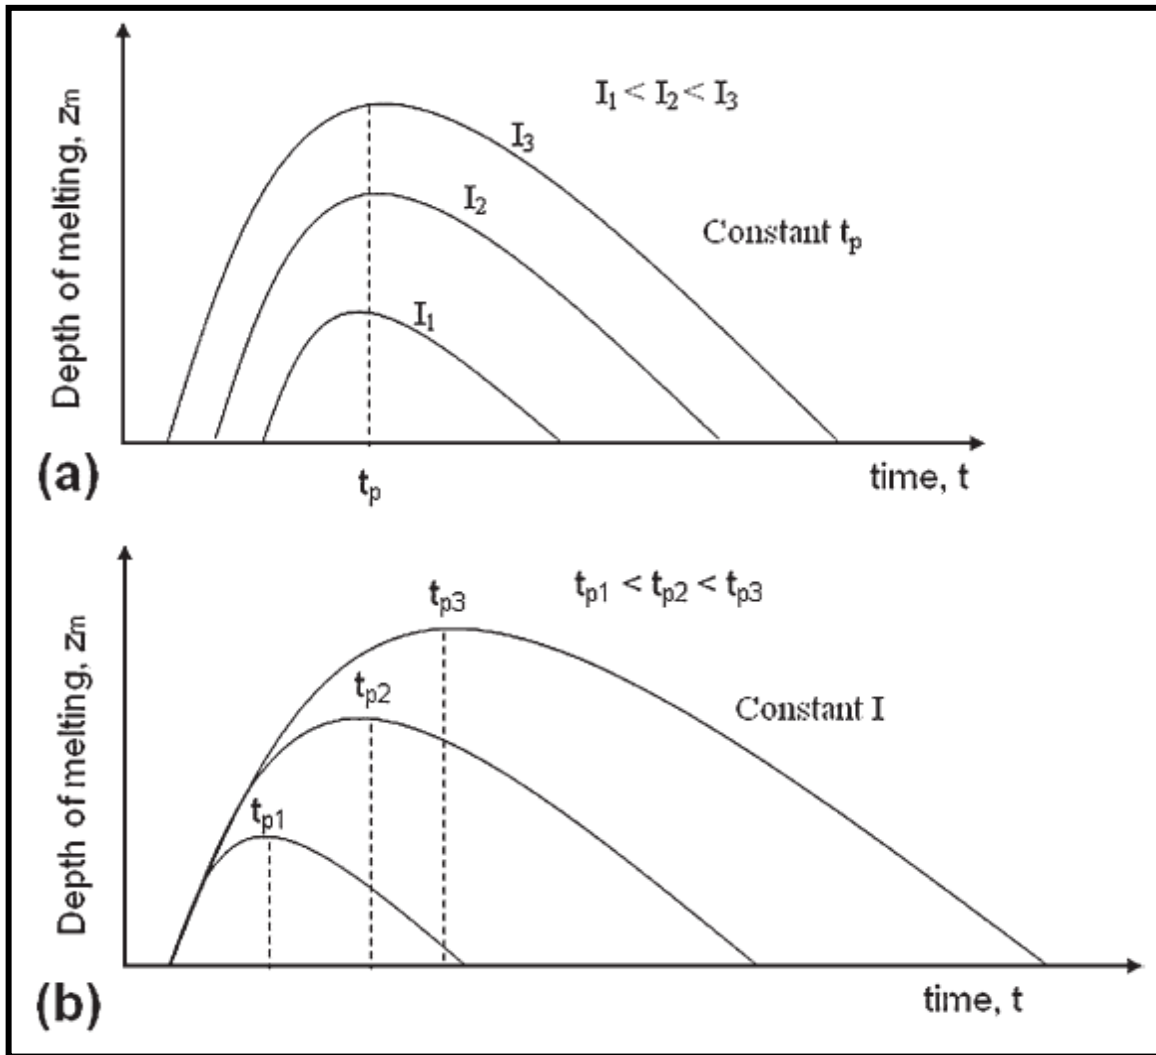 Depth of melting, zm
I₁ < I₂ < I₃
I₃
I₂
I₁
Constant tₚ
(a)
tₚ
time, t
Depth of melting, zm
tₚ₁ < tₚ₂ < tₚ₃
tₚ₃
tₚ₂
tₚ₁
Constant I
(b)
time, t